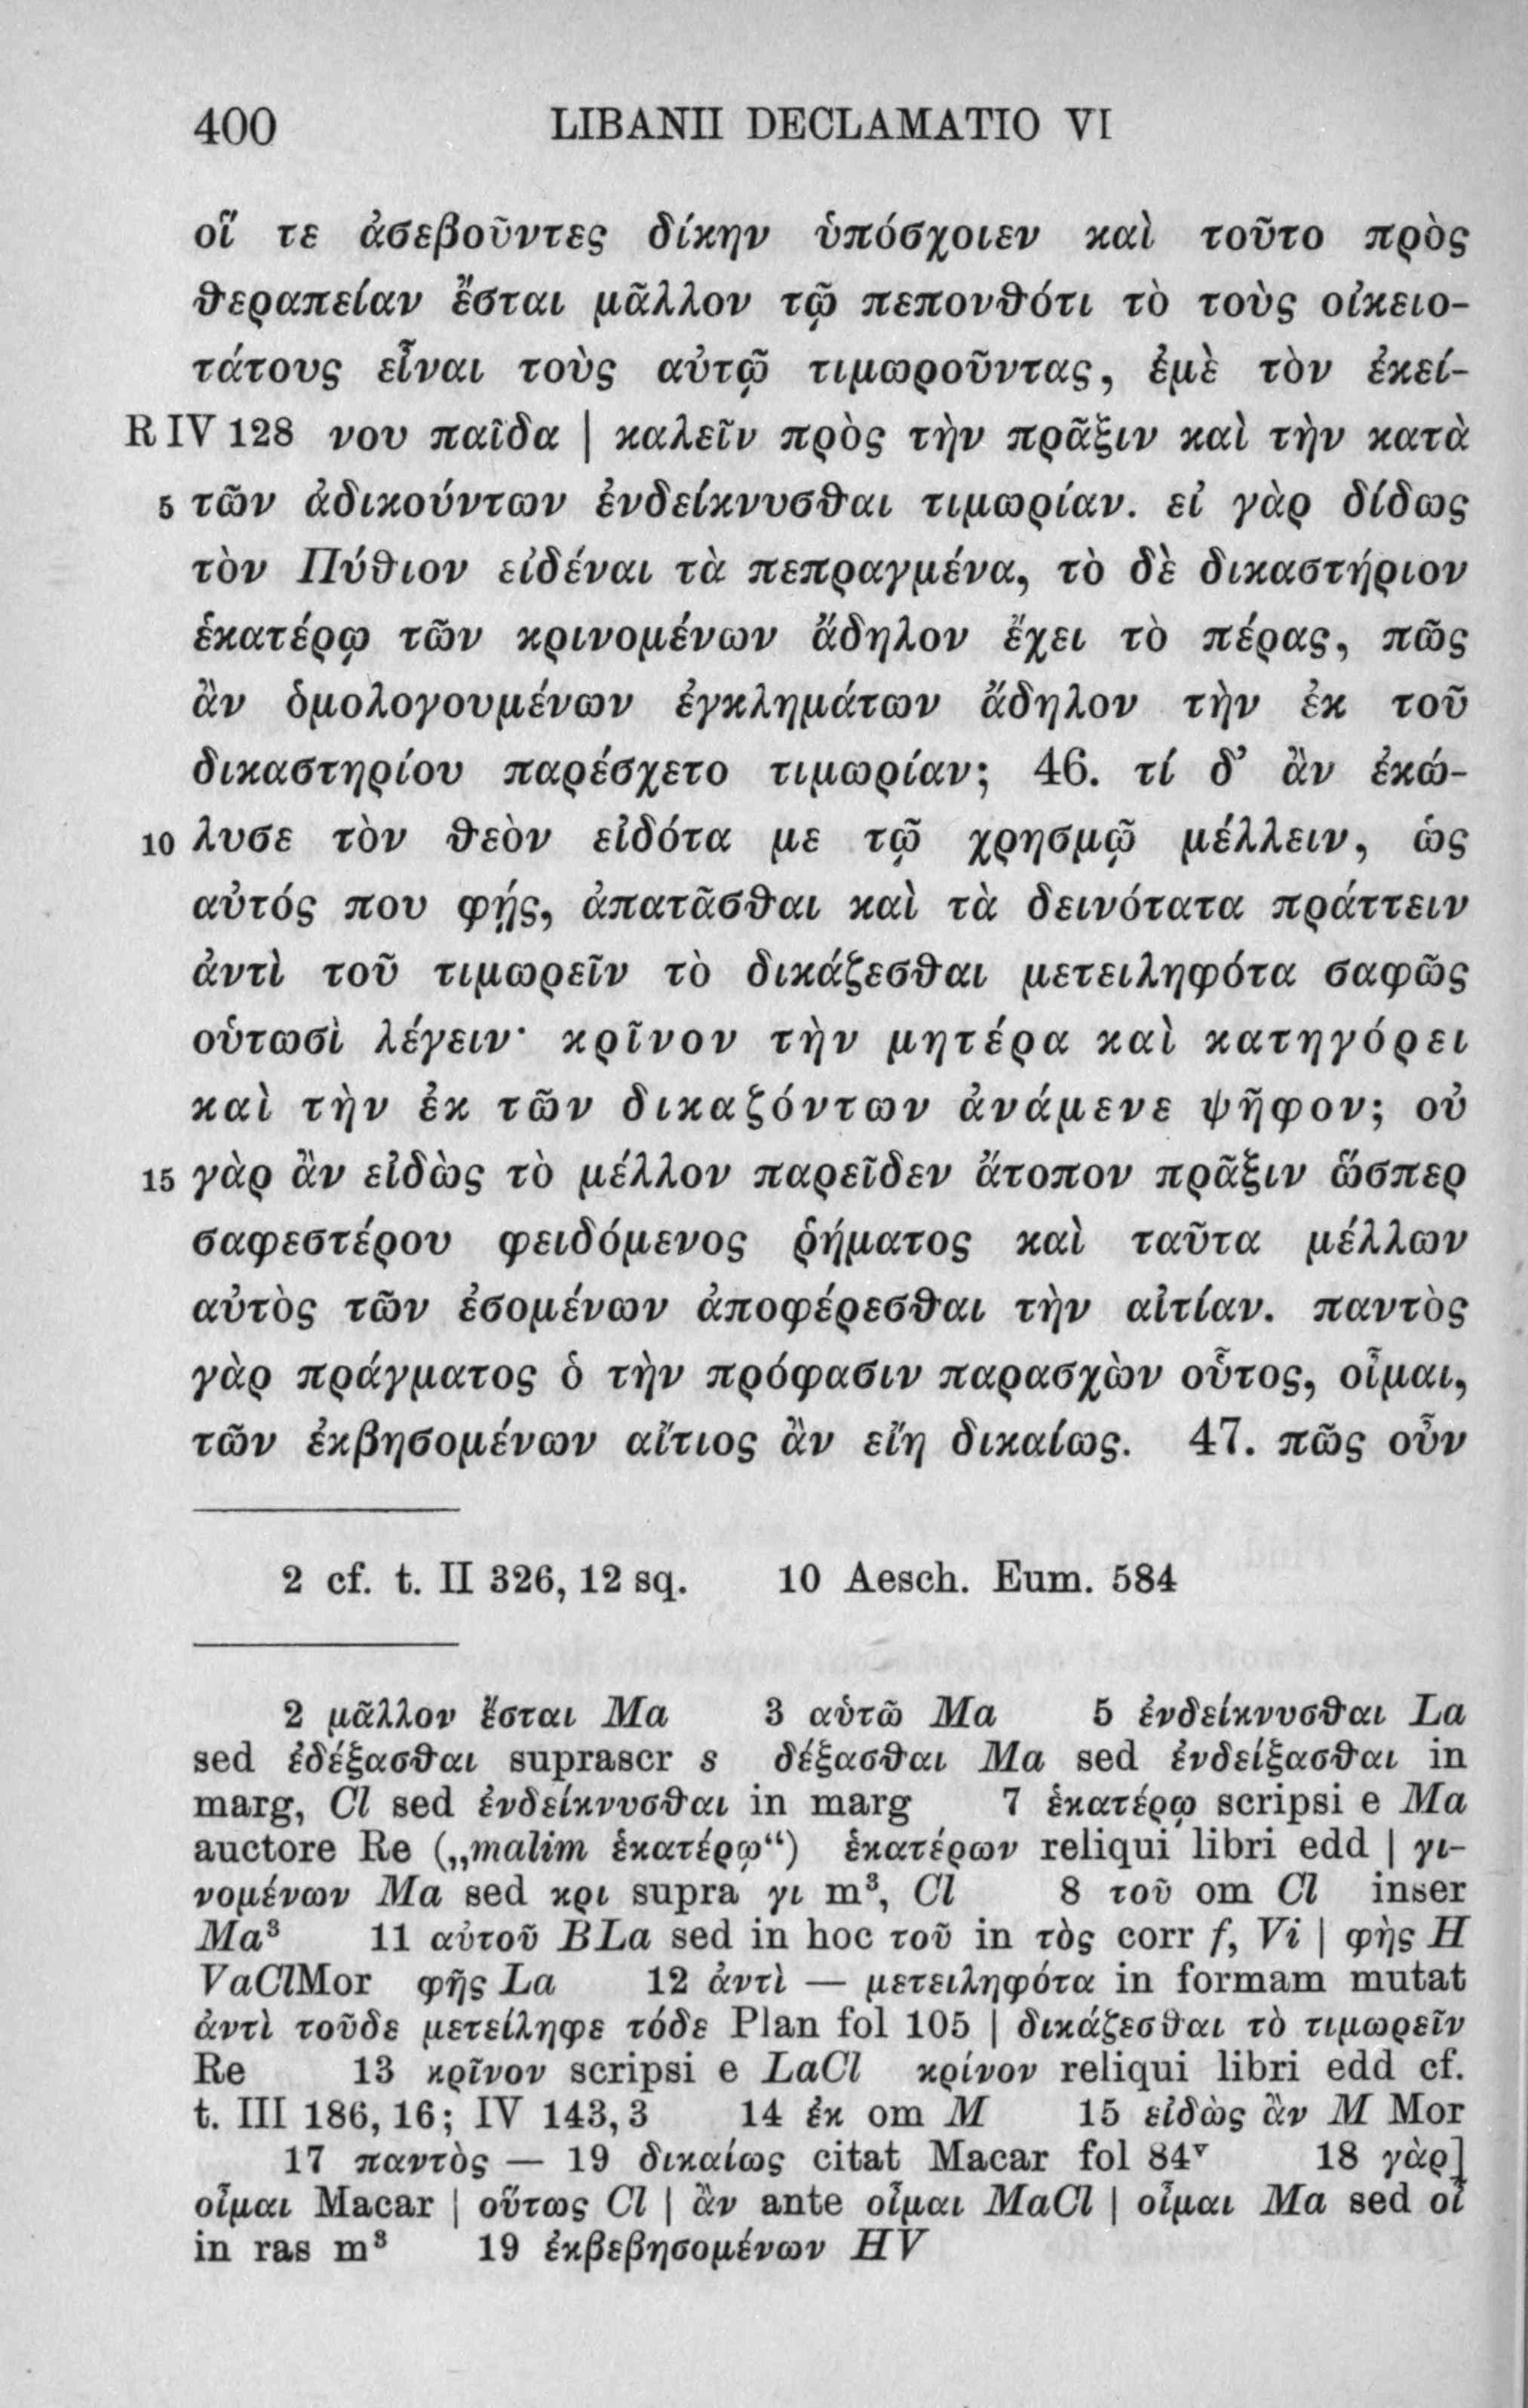 400 LIBANII DECLAMATIO VI
οἵ τε ἀσεβοῦντες δίκην ὑπόσχοιεν καὶ τοῦτο πρὸς
θεραπείαν ἔσται μᾶλλον τῷ πεπονθότι τὸ τοὺς οἰκειο-
τάτους εἶναι τοὺς αὐτῷ τιμωροῦντας, ἐμὲ τὸν ἐκεί-
R IV 128 νου παῖδα | καλεῖν πρὸς τὴν πρᾶξιν καὶ τὴν κατὰ
5 τῶν ἀδικούντων ἐνδείκνυσθαι τιμωρίαν. εἰ γὰρ δίδως
τὸν Πύθιον εἰδέναι τὰ πεπραγμένα, τὸ δὲ δικαστήριον
ἑκατέρῳ τῶν κρινομένων ἄδηλον ἔχει τὸ πέρας, πῶς
ἂν ὁμολογουμένων ἐγκλημάτων ἄδηλον τὴν ἐκ τοῦ
δικαστηρίου παρέσχετο τιμωρίαν; 46. τί δ’ ἂν ἐκώ-
10 λυσε τὸν θεὸν εἰδότα με τῷ χρησμῷ μέλλειν, ὡς
αὐτός που φῄς, ἀπατᾶσθαι καὶ τὰ δεινότατα πράττειν
ἀντὶ τοῦ τιμωρεῖν τὸ δικάζεσθαι μετειληφότα σαφῶς
οὑτωσὶ λέγειν· κρῖνον τὴν μητέρα καὶ κατηγόρει
καὶ τὴν ἐκ τῶν δικαζόντων ἀνάμενε ψῆφον; οὐ
15 γὰρ ἂν εἰδὼς τὸ μέλλον παρεῖδεν ἄτοπον πρᾶξιν ὥσπερ
σαφεστέρου φειδόμενος ῥήματος καὶ ταῦτα μέλλων
αὐτὸς τῶν ἐσομένων ἀποφέρεσθαι τὴν αἰτίαν. παντὸς
γὰρ πράγματος ὁ τὴν πρόφασιν παρασχὼν οὗτος, οἶμαι,
τῶν ἐκβησομένων αἴτιος ἂν εἴη δικαίως. 47. πῶς οὖν
2 cf. t. II 326, 12 sq. 10 Aesch. Eum. 584
2 μᾶλλον ἔσται Ma 3 αὑτῶ Ma 5 ἐνδείκνυσθαι La
sed ἐδέξασθαι suprascr s δέξασθαι Ma sed ἐνδείξασθαι in
marg, Cl sed ἐνδείκνυσθαι in marg 7 ἑκατέρῳ scripsi e Ma
auctore Re („malim ἑκατέρῳ“) ἑκατέρων reliqui libri edd | γι-
νομένων Ma sed κρι supra γι m³, Cl 8 τοῦ om Cl inser
Ma³ 11 αὐτοῦ BLa sed in hoc τοῦ in τὸς corr f, Vi | φὴς H
VaClMor φῆς La 12 ἀντὶ — μετειληφότα in formam mutat
ἀντὶ τοῦδε μετείληφε τόδε Plan fol 105 | δικάζεσθαι τὸ τιμωρεῖν
Re 13 κρῖνον scripsi e LaCl κρίνον reliqui libri edd cf.
t. III 186, 16; IV 143, 3 14 ἐκ om M 15 εἰδὼς ἂν M Mor
17 παντὸς — 19 δικαίως citat Macar fol 84ᵛ 18 γὰρ]
οἶμαι Macar | οὕτως Cl | ἂν ante οἶμαι MaCl | οἶμαι Ma sed οἶ
in ras m³ 19 ἐκβεβησομένων HV